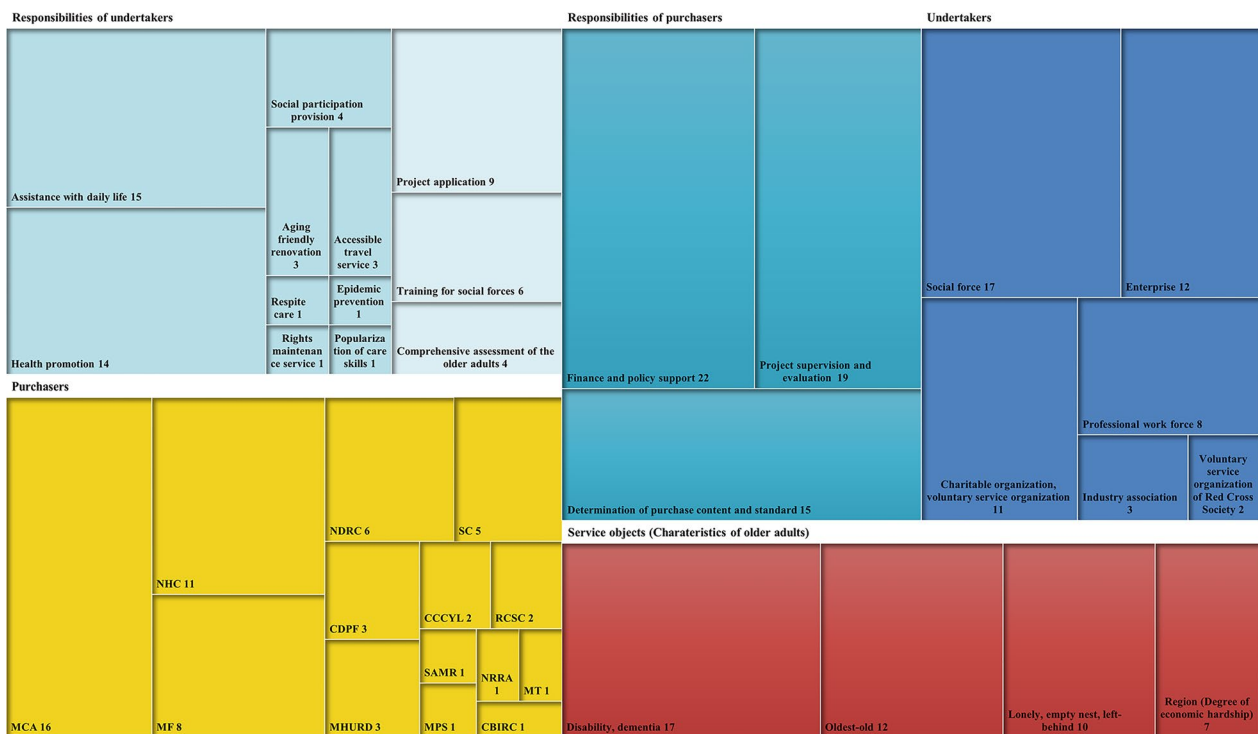 Responsibilities of undertakers
Assistance with daily life 15
Health promotion 14
Social participation
provision 4
Aging
friendly
renovation
3
Accessible
travel
service 3
Respite
care 1
Epidemic
prevention
1
Rights
maintenan
ce service 1
Populariza
tion of care
skills 1
Project application 9
Training for social forces 6
Comprehensive assessment of the
older adults 4
Responsibilities of purchasers
Finance and policy support 22
Project supervision and
evaluation 19
Determination of purchase content and standard 15
Undertakers
Social force 17
Enterprise 12
Charitable organization,
voluntary service organization
11
Professional work force 8
Industry association
3
Voluntary
service
organization
of Red Cross
Society 2
Purchasers
MCA 16
NHC 11
MF 8
NDRC 6
SC 5
CDPF 3
MHURD 3
CCCYL 2
RCSC 2
SAMR 1
MPS 1
NRRA
1
MT 1
CBIRC 1
Service objects (Charateristics of older adults)
Disability, dementia 17
Oldest-old 12
Lonely, empty nest, left-
behind 10
Region (Degree of
economic hardship)
7